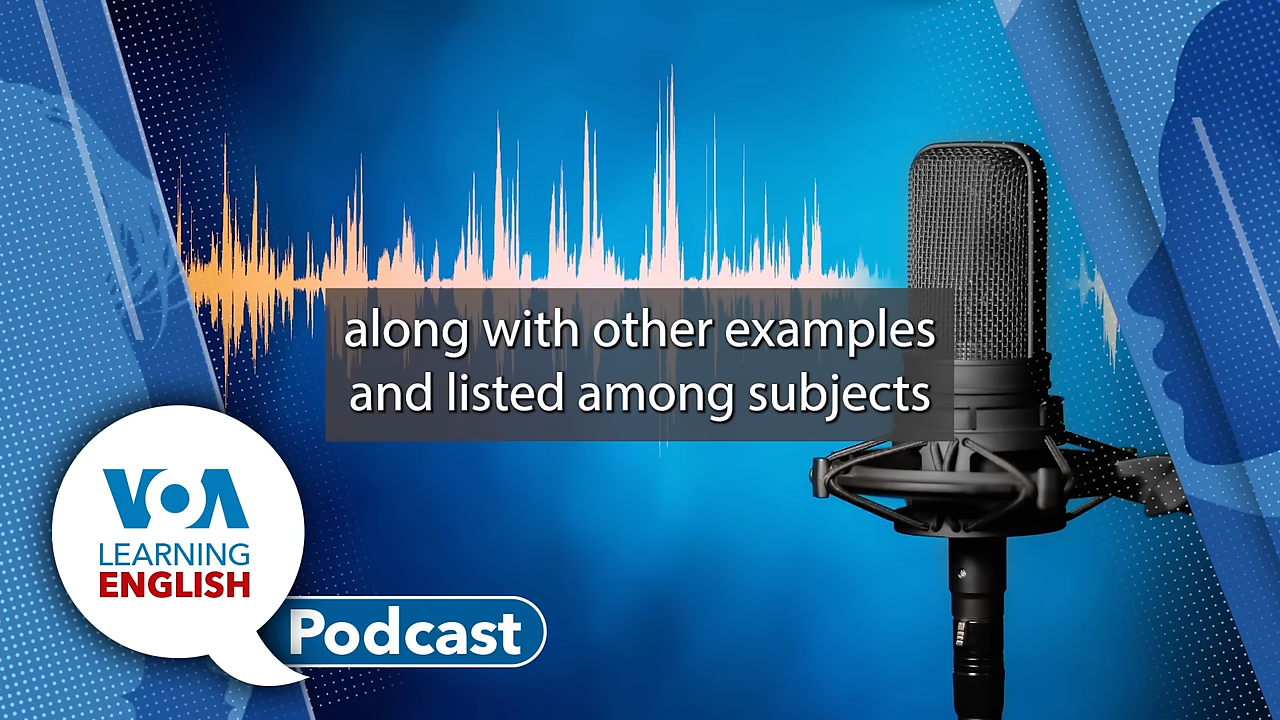 along with other examples
and listed among subjects
VOA
LEARNING
ENGLISH
Podcast